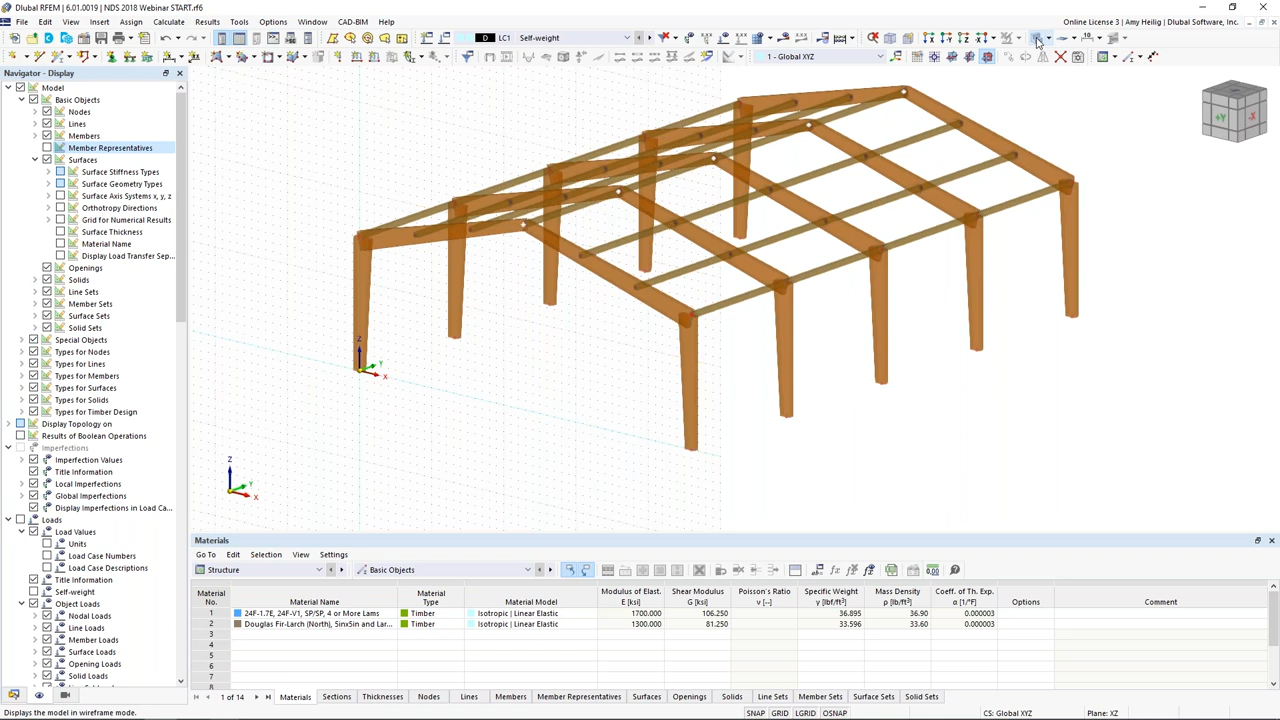 Dlubal RFEM | 6.01.0019 | NDS 2018 Webinar START.rf6
File Edit View Insert Assign Calculate Results Tools Options Window CAD-BIM Help
Online License 3 | Amy Heilig | Dlubal Software, Inc.
D LC1 Self-weight
1 - Global XYZ
Navigator - Display
Model
Basic Objects
Nodes
Lines
Members
Member Representatives
Surfaces
Surface Stiffness Types
Surface Geometry Types
Surface Axis Systems x, y, z
Orthotropy Directions
Grid for Numerical Results
Surface Thickness
Material Name
Display Load Transfer Sep...
Openings
Solids
Line Sets
Member Sets
Surface Sets
Solid Sets
Special Objects
Types for Nodes
Types for Lines
Types for Members
Types for Surfaces
Types for Solids
Types for Timber Design
Display Topology on
Results of Boolean Operations
Imperfections
Imperfection Values
Title Information
Local Imperfections
Global Imperfections
Display Imperfections in Load Ca...
Loads
Load Values
Units
Load Case Numbers
Load Case Descriptions
Title Information
Self-weight
Object Loads
Nodal Loads
Line Loads
Member Loads
Surface Loads
Opening Loads
Solid Loads
+Y -X
Z
Y
X
Z
Y
X
Materials
Go To Edit Selection View Settings
Structure Basic Objects
Material No. Material Name Material Type Material Model Modulus of Elast. E [ksi] Shear Modulus G [ksi] Poisson's Ratio ν [--] Specific Weight γ [lbf/ft³] Mass Density ρ [lb/ft³] Coeff. of Th. Exp. α [1/°F] Options Comment
1 24F-1.7E, 24F-V1, SP/SP, 4 or More Lams Timber Isotropic | Linear Elastic 1700.000 106.250 36.895 36.90 0.000003
2 Douglas Fir-Larch (North), SinxSin and Lar... Timber Isotropic | Linear Elastic 1300.000 81.250 33.596 33.60 0.000003
3
4
5
6
7
8
1 of 14 Materials Sections Thicknesses Nodes Lines Members Member Representatives Surfaces Openings Solids Line Sets Member Sets Surface Sets Solid Sets
Displays the model in wireframe mode. SNAP GRID LGRID OSNAP CS: Global XYZ Plane: XZ